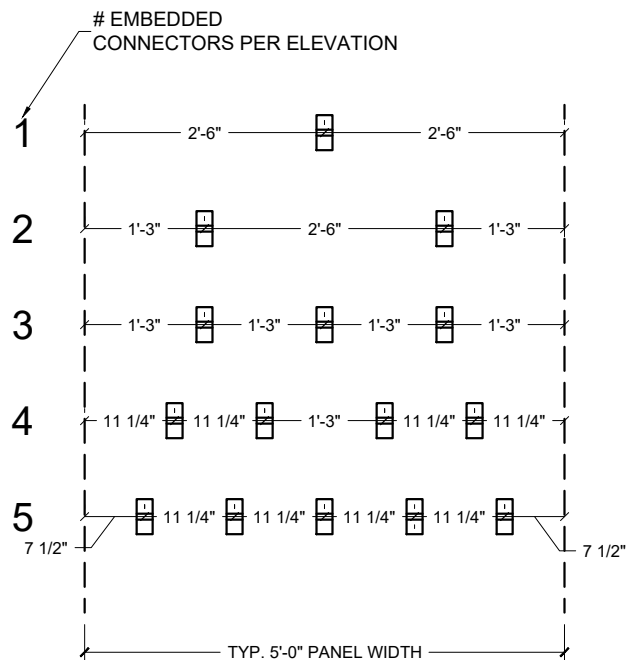 # EMBEDDED
CONNECTORS PER ELEVATION
1
2'-6" 2'-6"
2
1'-3" 2'-6" 1'-3"
3
1'-3" 1'-3" 1'-3" 1'-3"
4
11 1/4" 11 1/4" 1'-3" 11 1/4" 11 1/4"
5
11 1/4" 11 1/4" 11 1/4" 11 1/4"
7 1/2" 7 1/2"
TYP. 5'-0" PANEL WIDTH